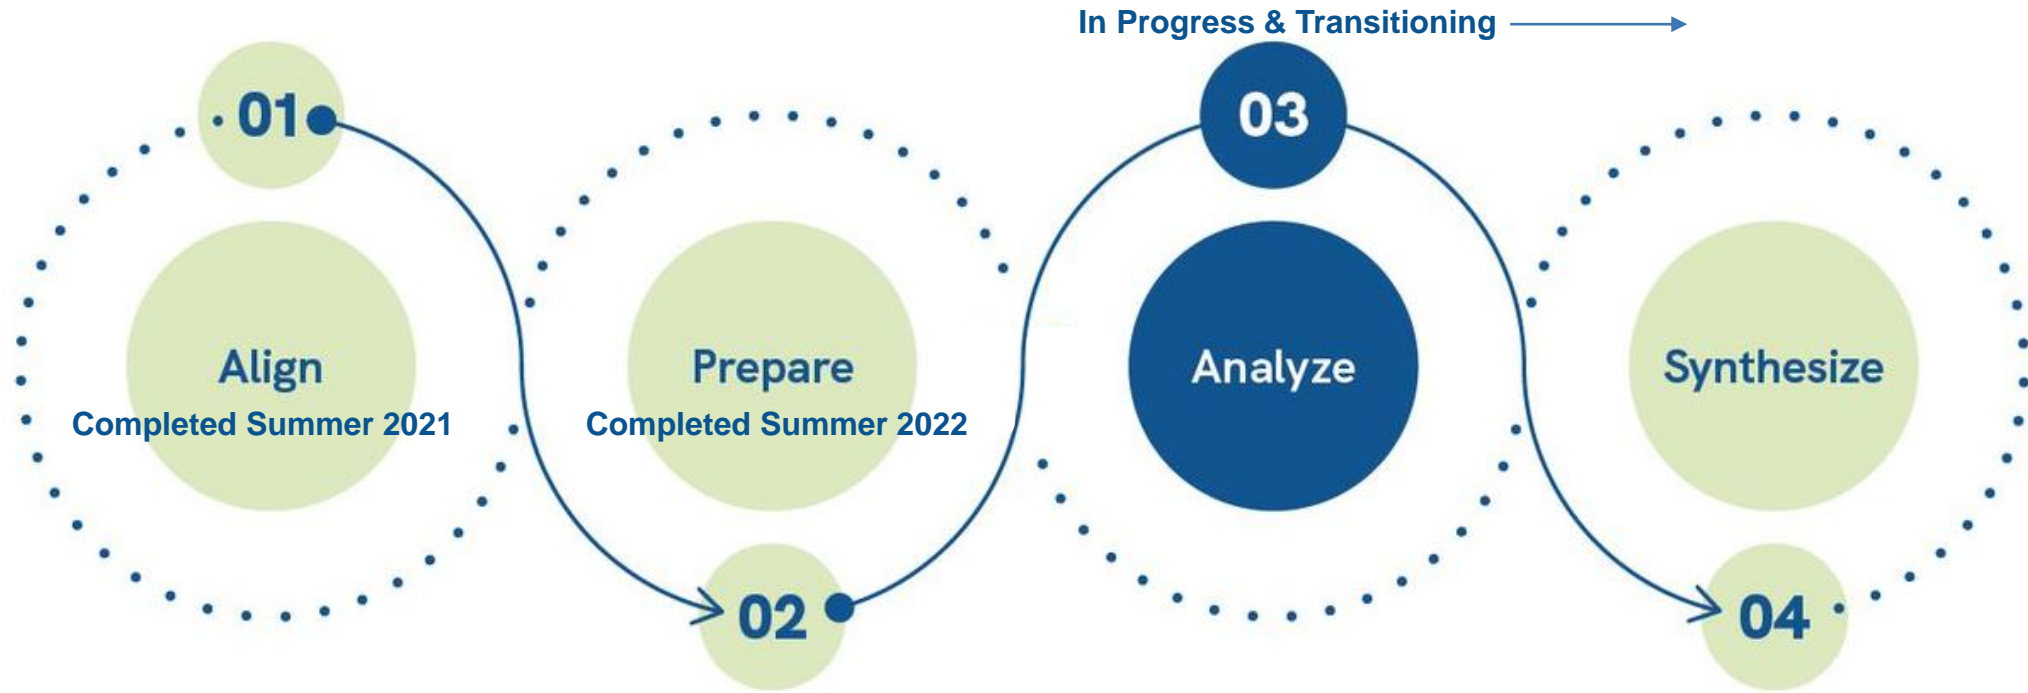 In Progress & Transitioning
01
03
Align
Completed Summer 2021
Prepare
Completed Summer 2022
Analyze
Synthesize
02
04